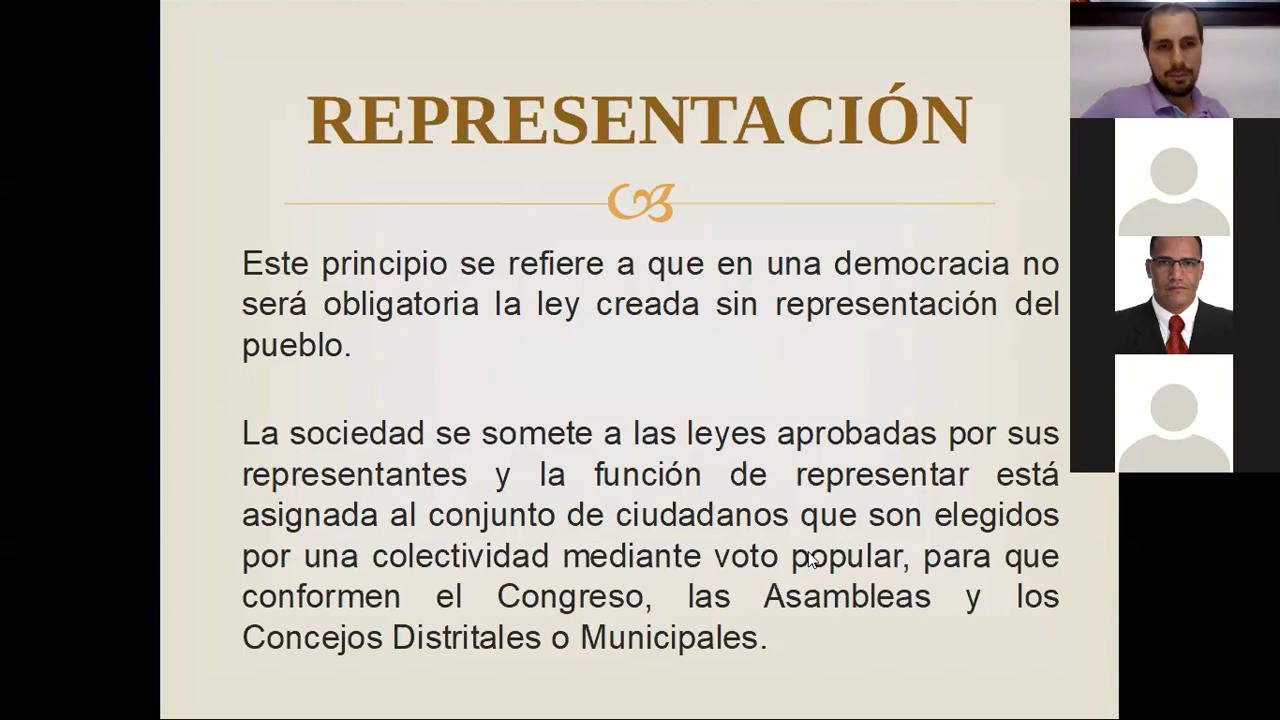 REPRESENTACIÓN
Este principio se refiere a que en una democracia no
será obligatoria la ley creada sin representación del
pueblo.
La sociedad se somete a las leyes aprobadas por sus
representantes y la función de representar está
asignada al conjunto de ciudadanos que son elegidos
por una colectividad mediante voto popular, para que
conformen el Congreso, las Asambleas y los
Concejos Distritales o Municipales.